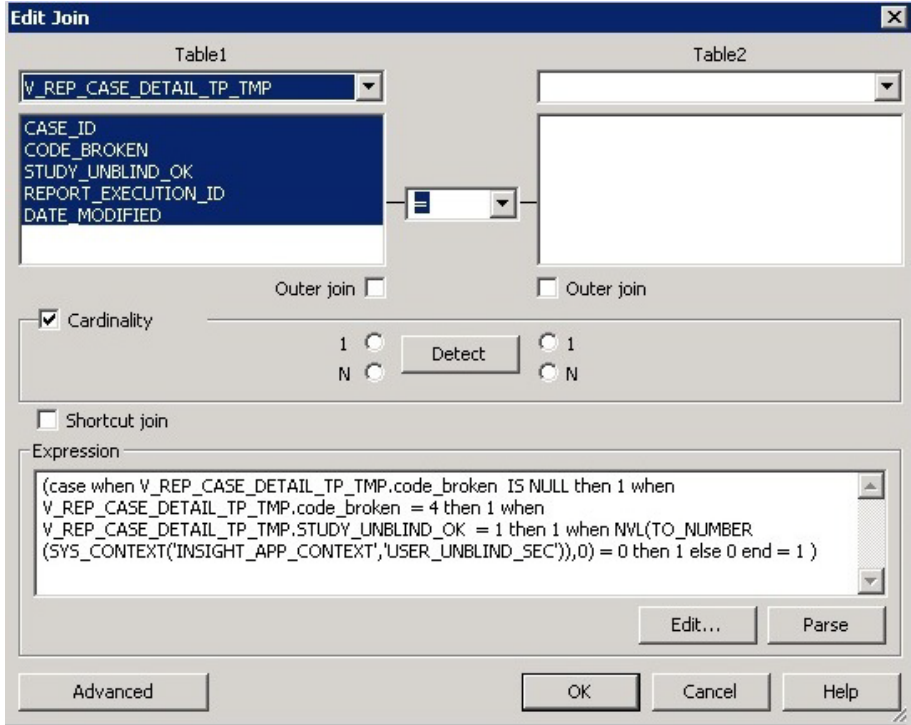 Edit Join
Table1
Table2
V_REP_CASE_DETAIL_TP_TMP
CASE_ID
CODE_BROKEN
STUDY_UNBLIND_OK
REPORT_EXECUTION_ID
DATE_MODIFIED
=
Outer join
Outer join
Cardinality
1
1
Detect
N
N
Shortcut join
Expression
(case when V_REP_CASE_DETAIL_TP_TMP.code_broken  IS NULL then 1 when
V_REP_CASE_DETAIL_TP_TMP.code_broken  = 4 then 1 when
V_REP_CASE_DETAIL_TP_TMP.STUDY_UNBLIND_OK  = 1 then 1 when NVL(TO_NUMBER
(SYS_CONTEXT('INSIGHT_APP_CONTEXT','USER_UNBLIND_SEC')),0) = 0 then 1 else 0 end = 1 )
Edit...
Parse
Advanced
OK
Cancel
Help